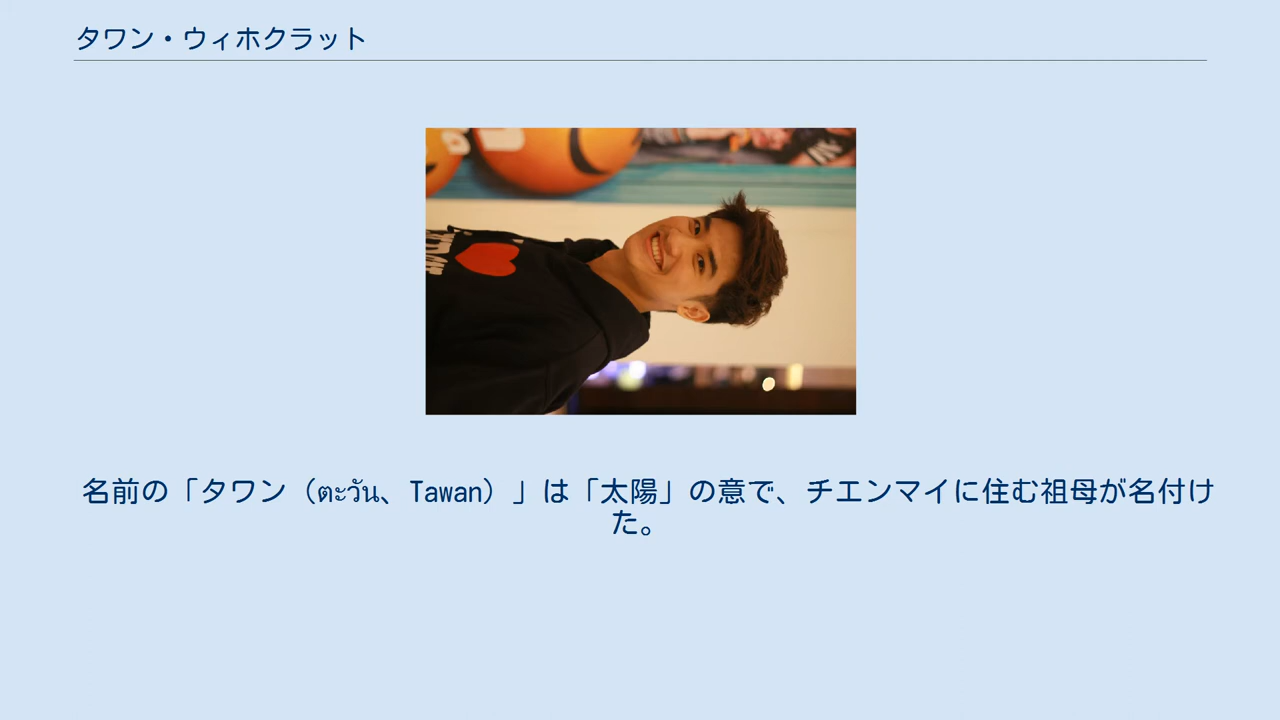 タワン・ウィホクラット
名前の「タワン（ตะวัน、Tawan）」は「太陽」の意で、チエンマイに住む祖母が名付け
た。